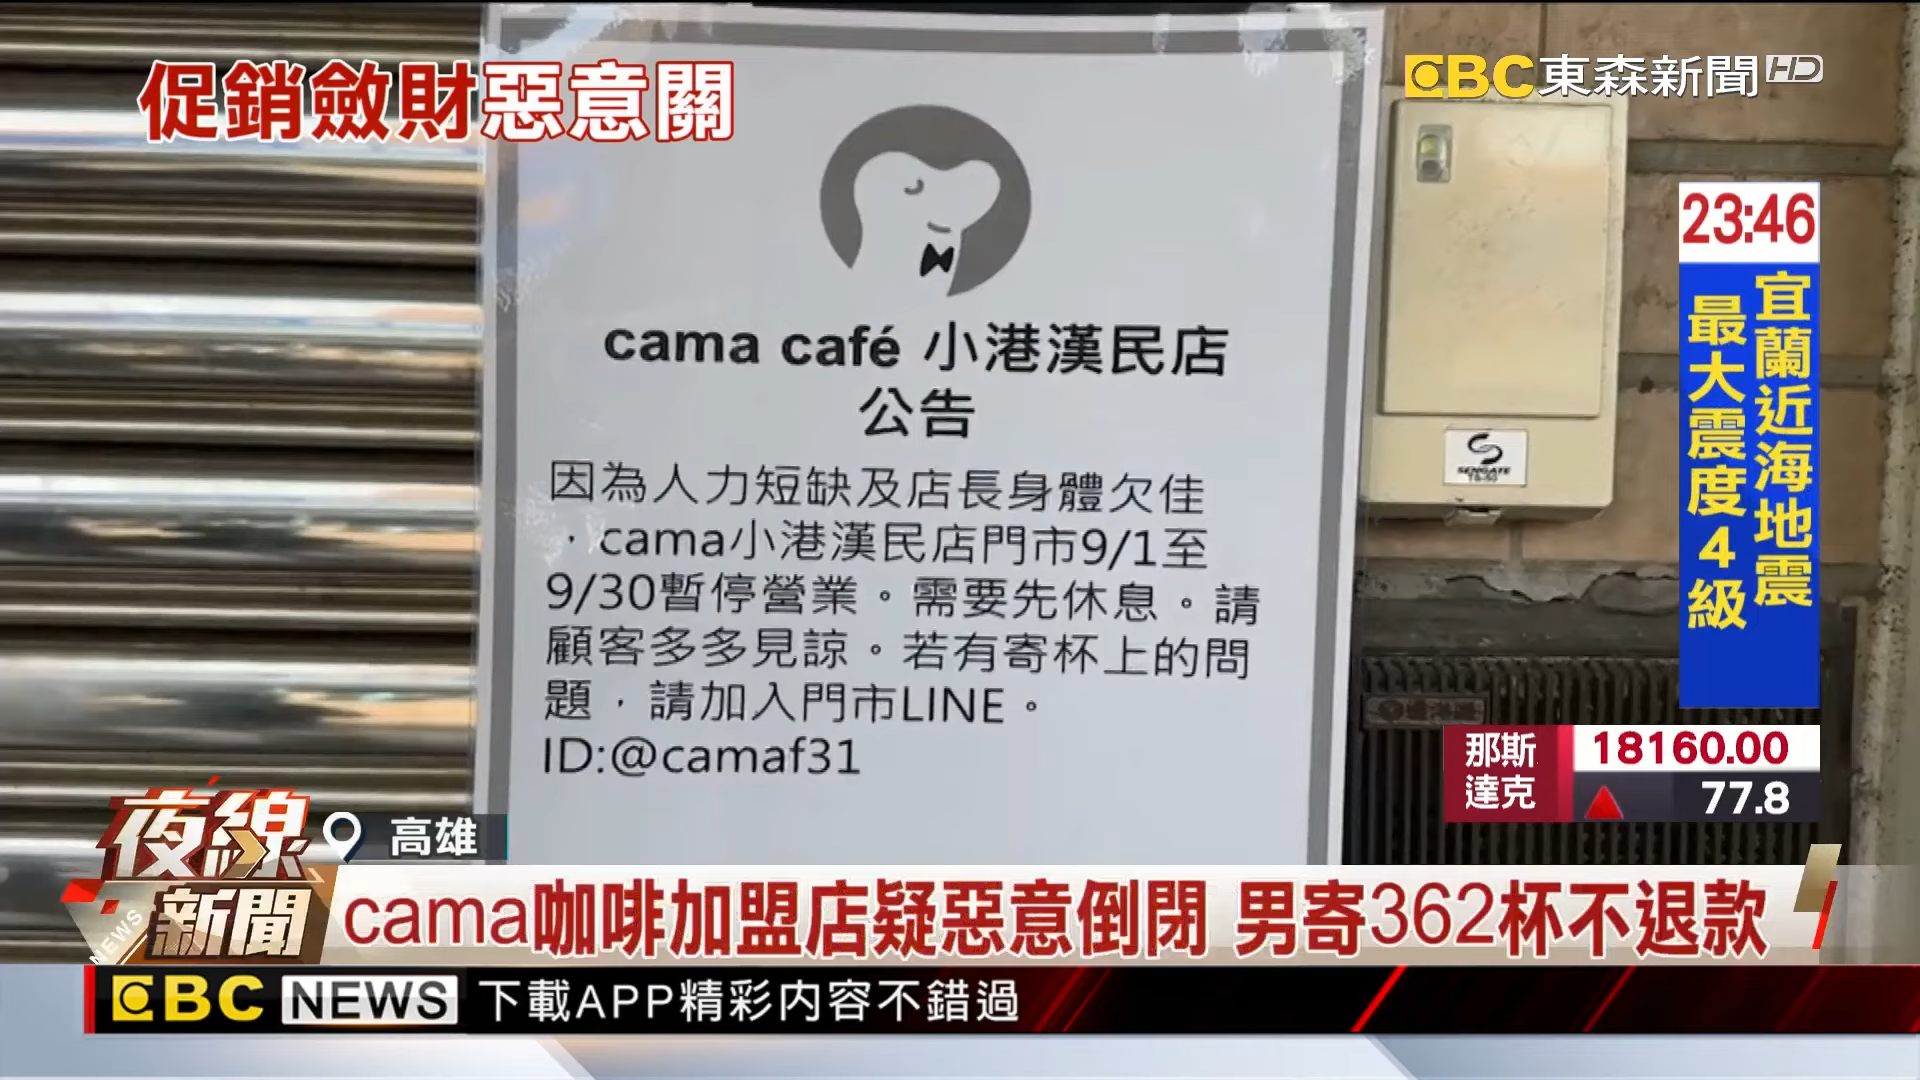 促銷斂財惡意關
EBC東森新聞HD
23:46
宜蘭近海地震
最大震度4級
cama café 小港漢民店
公告
因為人力短缺及店長身體欠佳
，cama小港漢民店門市9/1至
9/30暫停營業。需要先休息。請
顧客多多見諒。若有寄杯上的問
題，請加入門市LINE。
ID:@camaf31
SENGATE
TS-50
那斯
達克
18160.00
77.8
夜線
新聞
NEWS
高雄
cama咖啡加盟店疑惡意倒閉 男寄362杯不退款
EBC NEWS 下載APP精彩內容不錯過